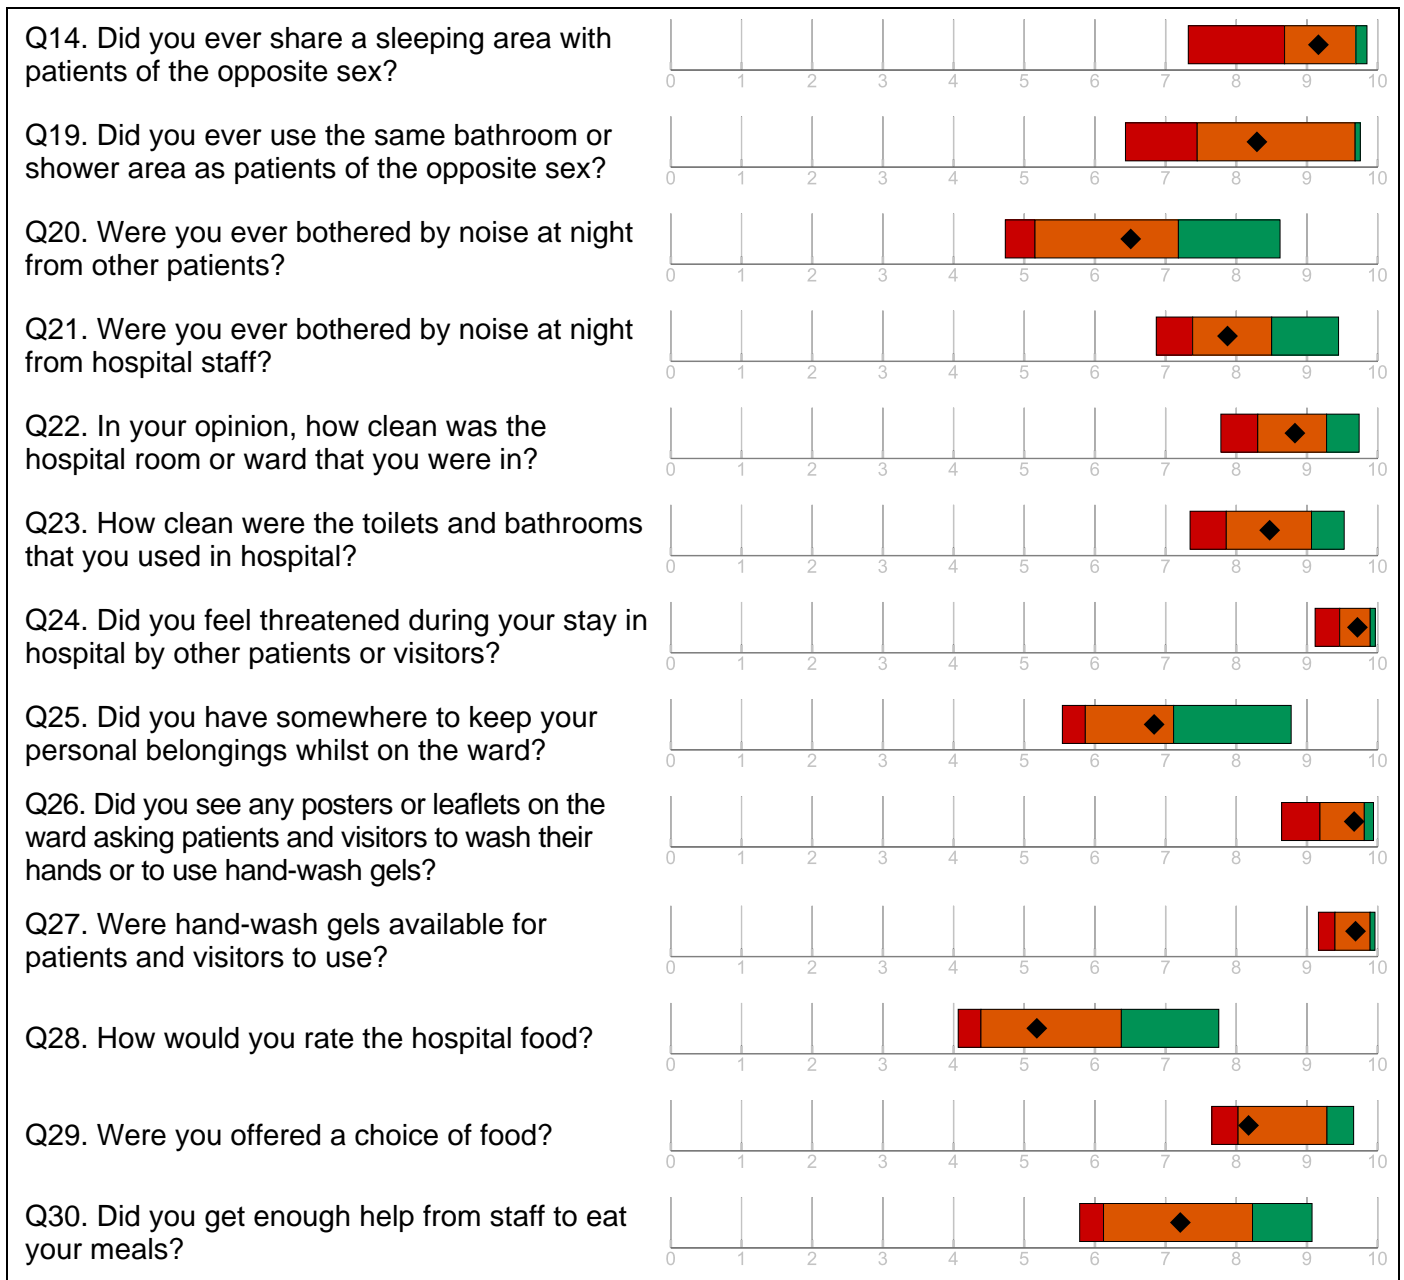 Q14. Did you ever share a sleeping area with
patients of the opposite sex?
0 1 2 3 4 5 6 7 8 9 10
Q19. Did you ever use the same bathroom or
shower area as patients of the opposite sex?
0 1 2 3 4 5 6 7 8 9 10
Q20. Were you ever bothered by noise at night
from other patients?
0 1 2 3 4 5 6 7 8 9 10
Q21. Were you ever bothered by noise at night
from hospital staff?
0 1 2 3 4 5 6 7 8 9 10
Q22. In your opinion, how clean was the
hospital room or ward that you were in?
0 1 2 3 4 5 6 7 8 9 10
Q23. How clean were the toilets and bathrooms
that you used in hospital?
0 1 2 3 4 5 6 7 8 9 10
Q24. Did you feel threatened during your stay in
hospital by other patients or visitors?
0 1 2 3 4 5 6 7 8 9 10
Q25. Did you have somewhere to keep your
personal belongings whilst on the ward?
0 1 2 3 4 5 6 7 8 9 10
Q26. Did you see any posters or leaflets on the
ward asking patients and visitors to wash their
hands or to use hand-wash gels?
0 1 2 3 4 5 6 7 8 9 10
Q27. Were hand-wash gels available for
patients and visitors to use?
0 1 2 3 4 5 6 7 8 9 10
Q28. How would you rate the hospital food?
0 1 2 3 4 5 6 7 8 9 10
Q29. Were you offered a choice of food?
0 1 2 3 4 5 6 7 8 9 10
Q30. Did you get enough help from staff to eat
your meals?
0 1 2 3 4 5 6 7 8 9 10